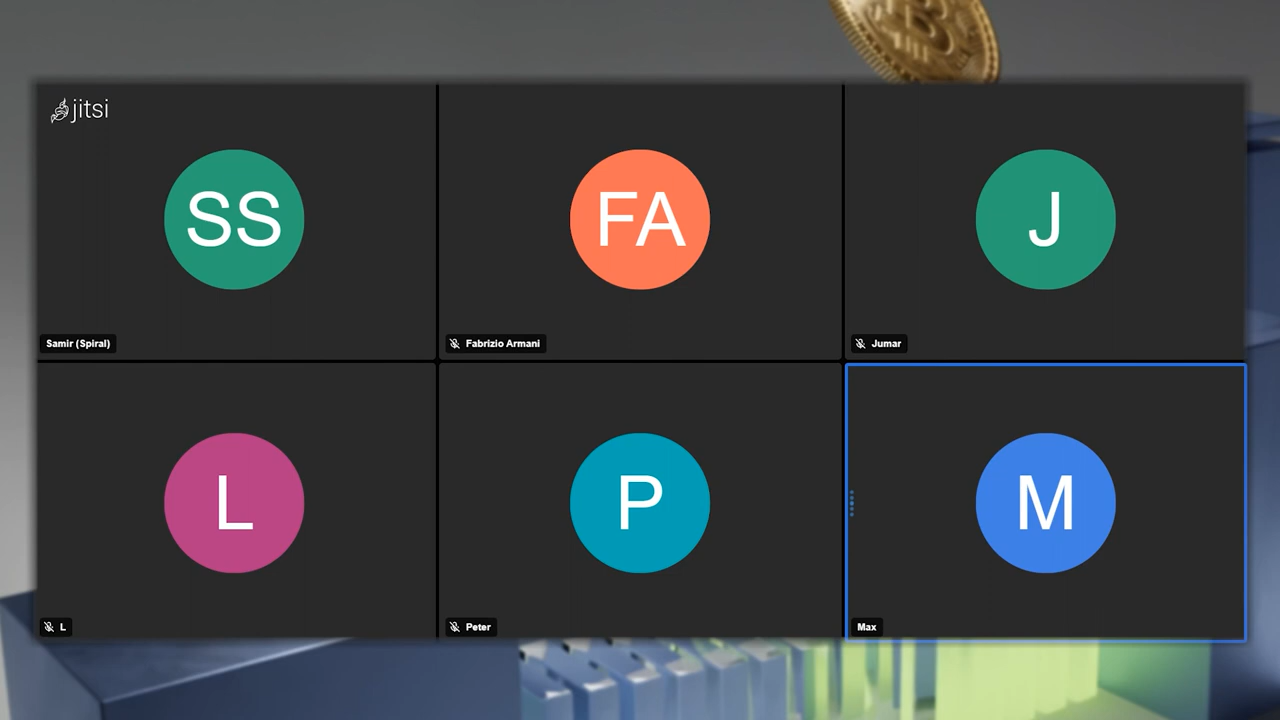 jitsi
SS
FA
J
Samir (Spiral)
Fabrizio Armani
Jumar
L
P
M
L
Peter
Max